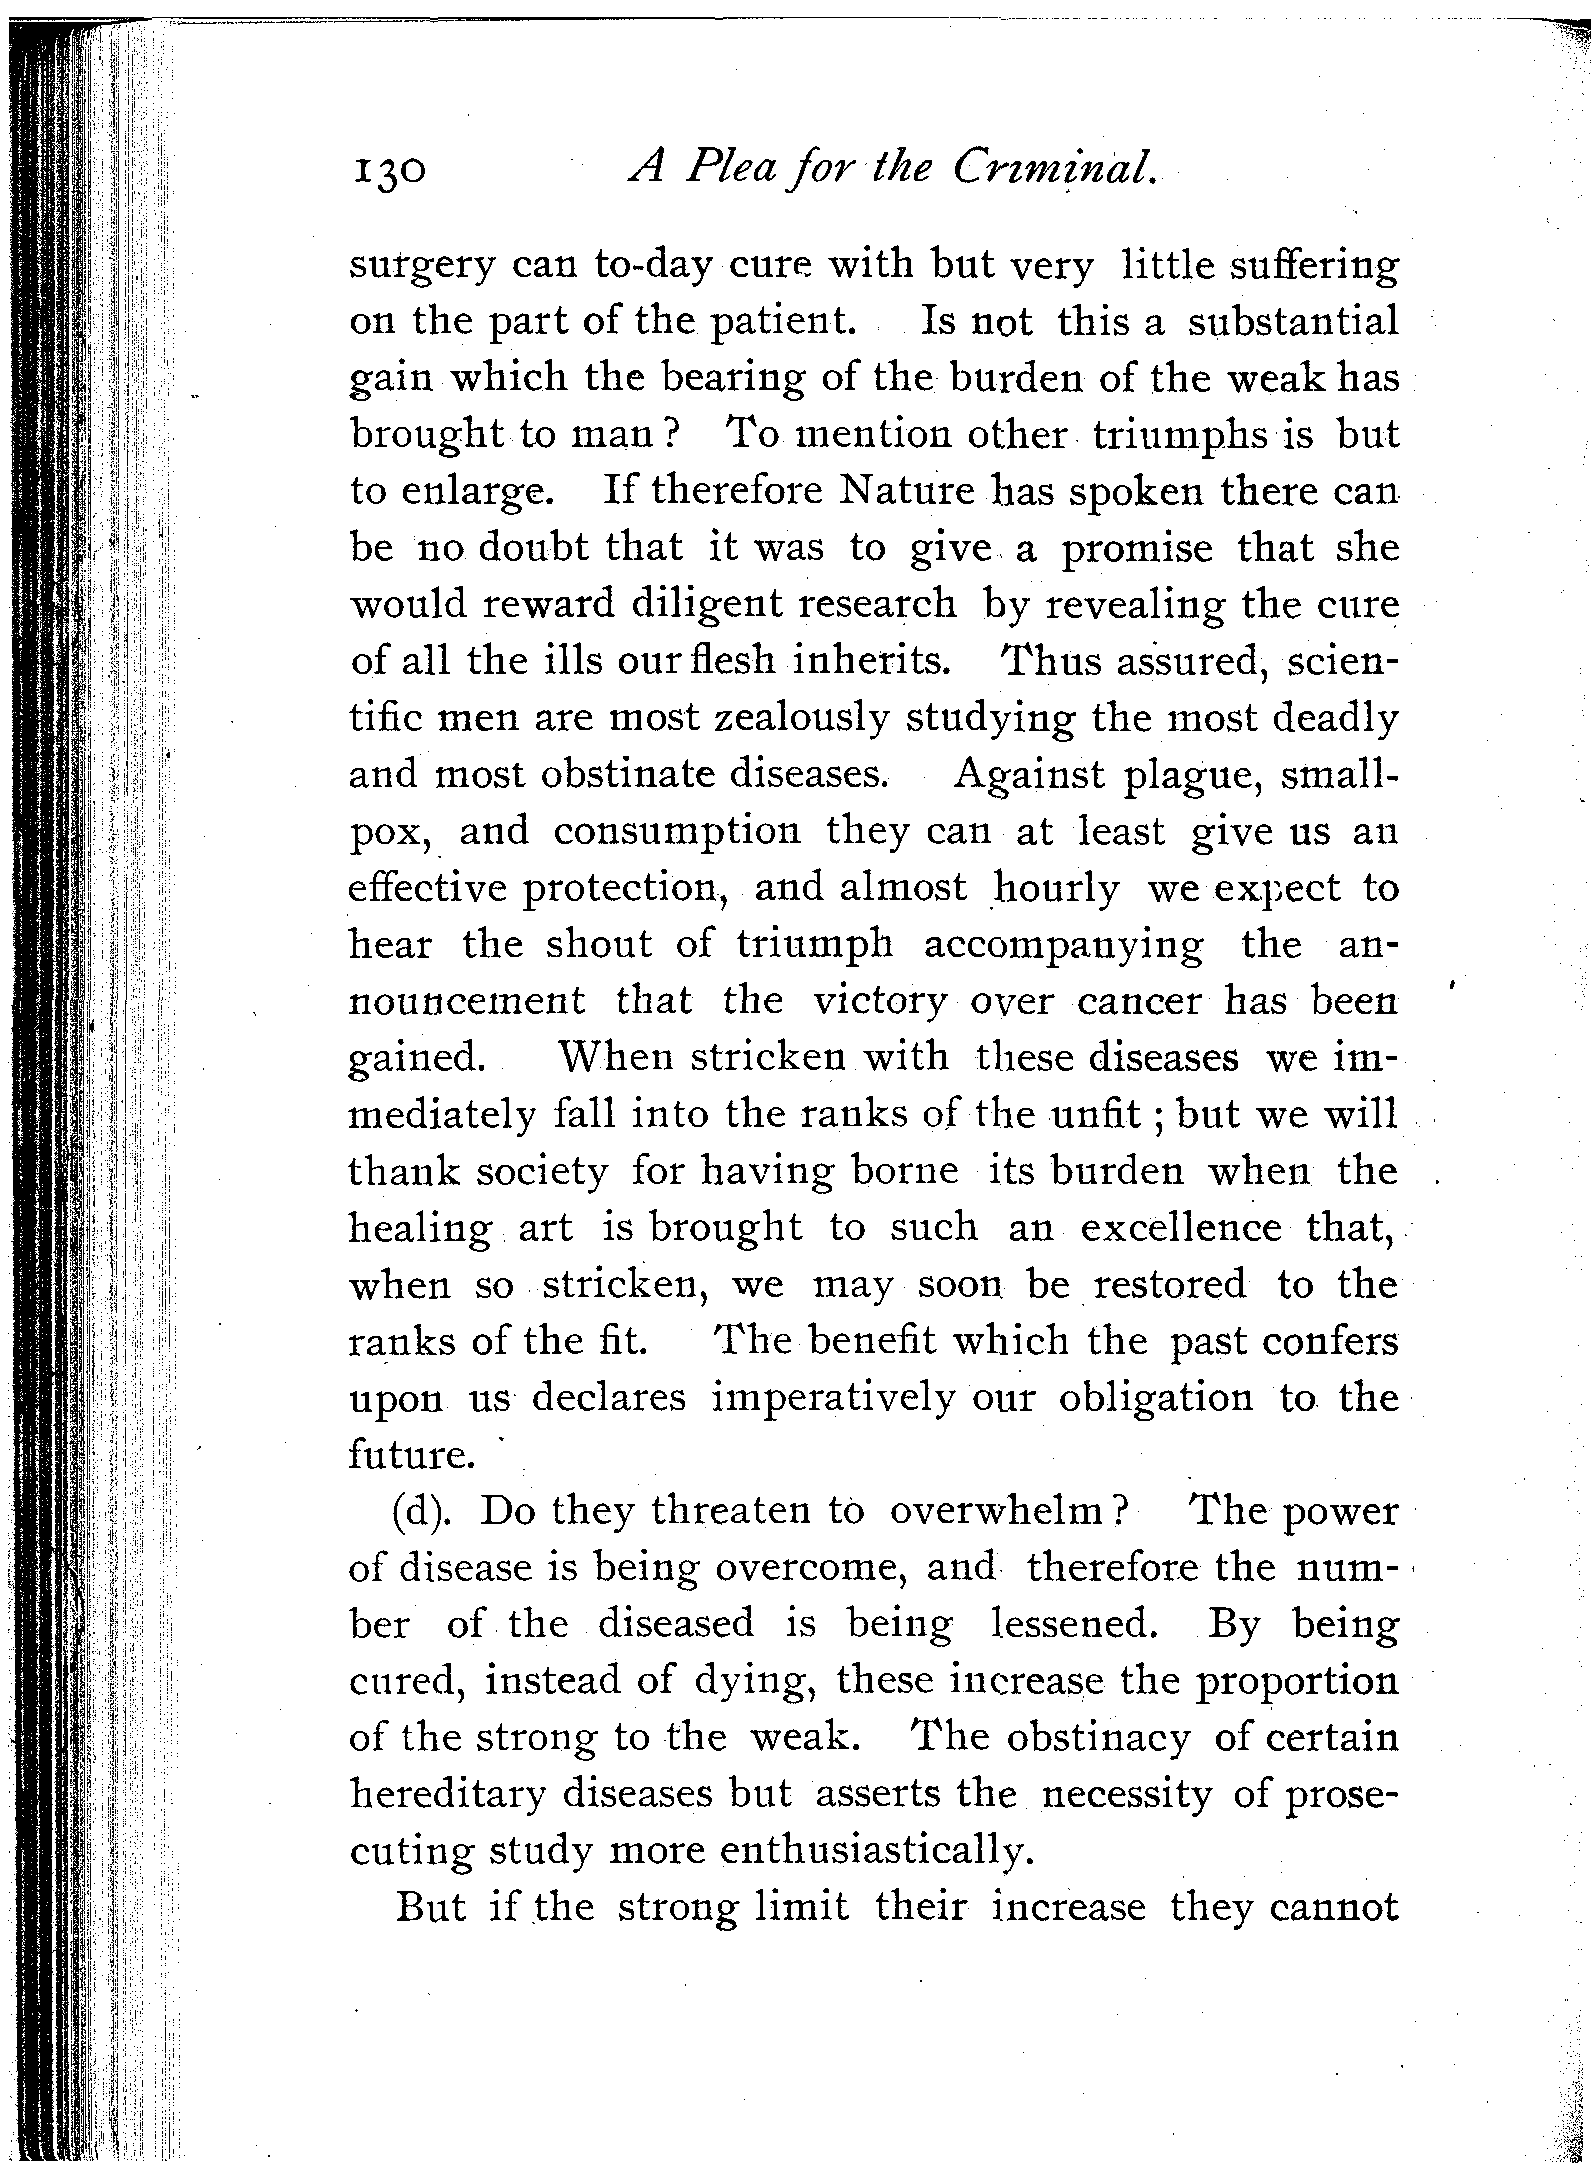 130 A Plea for the Criminal.
surgery can to-day cure with but very little suffering
on the part of the patient. Is not this a substantial
gain which the bearing of the burden of the weak has
brought to man ? To mention other triumphs is but
to enlarge. If therefore Nature has spoken there can
be no doubt that it was to give a promise that she
would reward diligent research by revealing the cure
of all the ills our flesh inherits. Thus assured, scien-
tific men are most zealously studying the most deadly
and most obstinate diseases. Against plague, small-
pox, and consumption they can at least give us an
effective protection, and almost hourly we expect to
hear the shout of triumph accompanying the an-
nouncement that the victory over cancer has been
gained. When stricken with these diseases we im-
mediately fall into the ranks of the unfit ; but we will
thank society for having borne its burden when the
healing art is brought to such an excellence that,
when so stricken, we may soon be restored to the
ranks of the fit. The benefit which the past confers
upon us declares imperatively our obligation to the
future.
(d). Do they threaten to overwhelm ? The power
of disease is being overcome, and therefore the num-
ber of the diseased is being lessened. By being
cured, instead of dying, these increase the proportion
of the strong to the weak. The obstinacy of certain
hereditary diseases but asserts the necessity of prose-
cuting study more enthusiastically.
But if the strong limit their increase they cannot